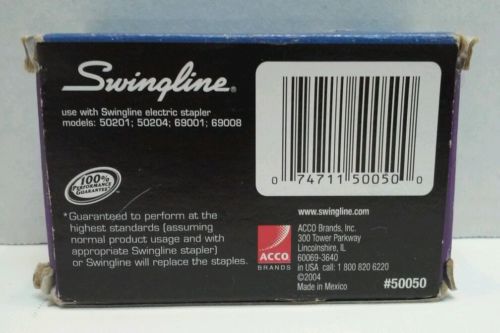 Swingline®
use with Swingline electric stapler
models: 50201; 50204; 69001; 69008
100%
PERFORMANCE
GUARANTEE*
*Guaranteed to perform at the
highest standards (assuming
normal product usage and with
appropriate Swingline stapler)
or Swingline will replace the staples.
0 74711 50050 0
www.swingline.com
ACCO Brands, Inc.
300 Tower Parkway
Lincolnshire, IL
60069-3640
in USA call: 1 800 820 6220
©2004
Made in Mexico
ACCO
BRANDS
#50050